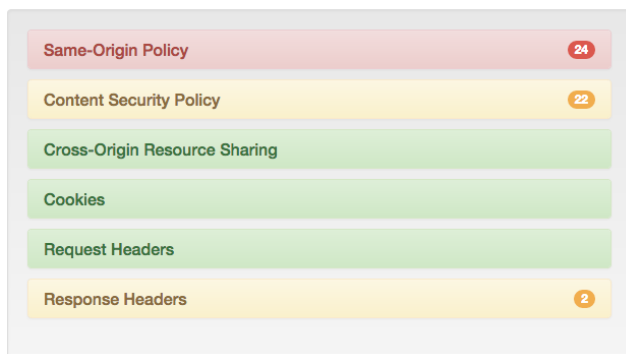 Same-Origin Policy 24
Content Security Policy 22
Cross-Origin Resource Sharing
Cookies
Request Headers
Response Headers 2